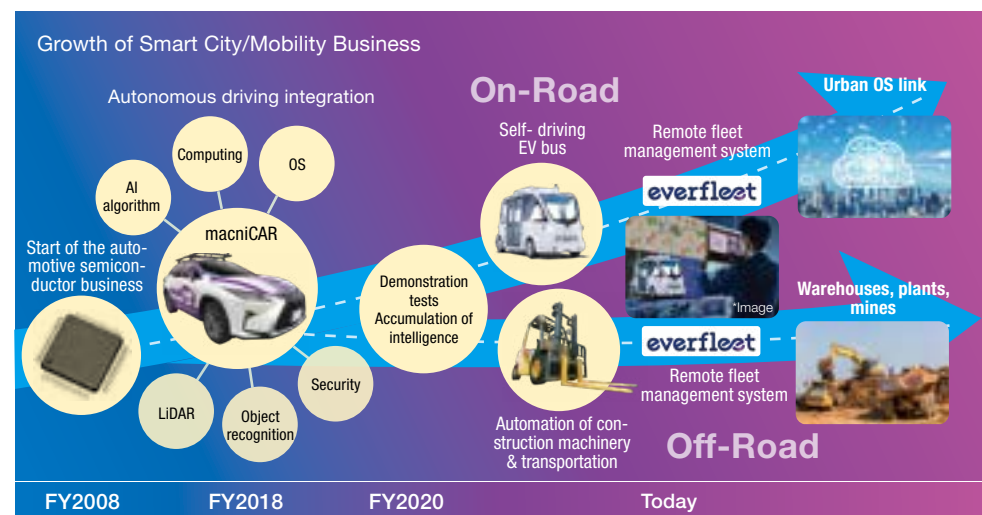 Growth of Smart City/Mobility Business
Autonomous driving integration
On-Road
Urban OS link
Computing
OS
AI
algorithm
Self- driving
EV bus
Remote fleet
management system
everfleet
macniCAR
Start of the auto-
motive semicon-
ductor business
Demonstration
tests
Accumulation of
intelligence
*Image
Warehouses, plants,
mines
everfleet
Remote fleet
management system
LiDAR
Object
recognition
Security
Automation of con-
struction machinery
& transportation
Off-Road
FY2008
FY2018
FY2020
Today